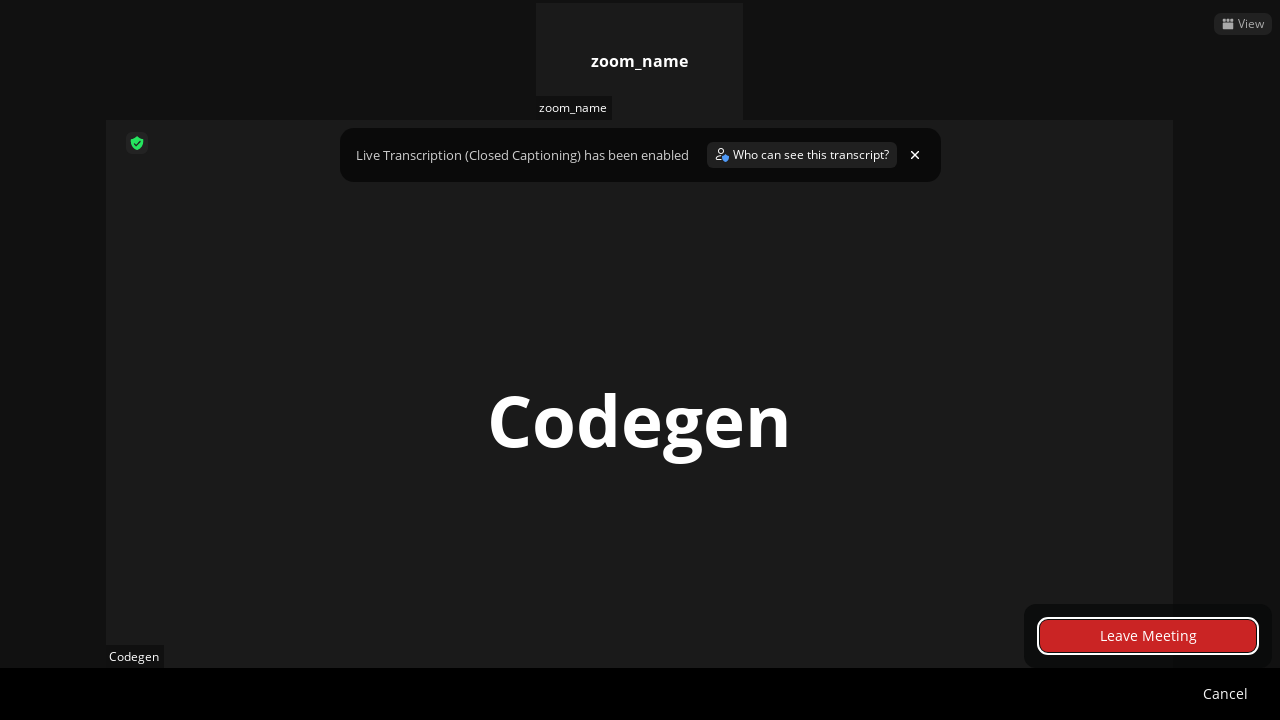 View
zoom_name
zoom_name
Live Transcription (Closed Captioning) has been enabled
Who can see this transcript?
Codegen
Leave Meeting
Codegen
Cancel